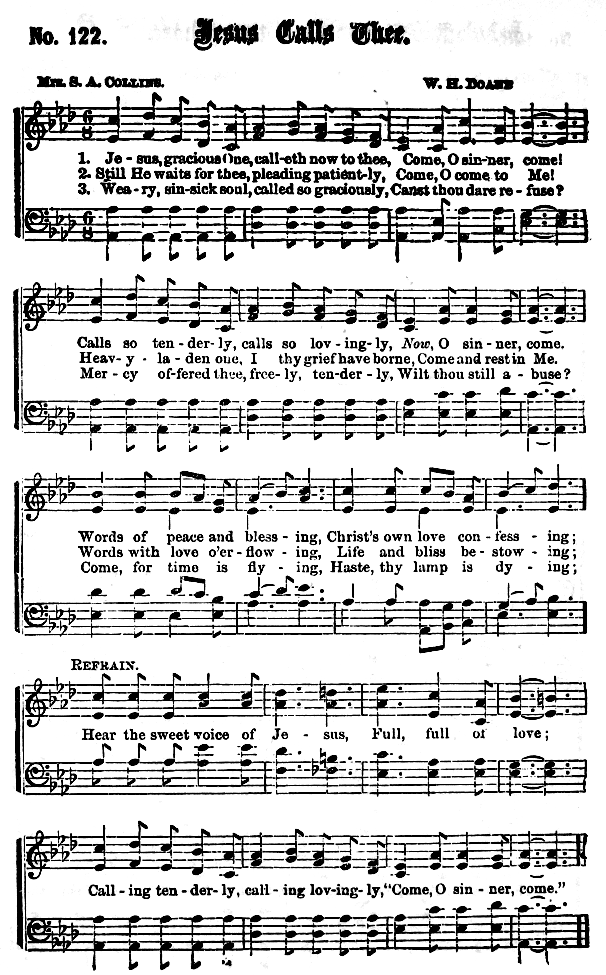 No. 122.
Jesus Calls Thee.
Mrs. S. A. Collins.
W. H. Doane
1. Je - sus, gracious One, call-eth now to thee, Come, O sin-ner, come!
2. Still He waits for thee, pleading patient-ly, Come, O come to Me!
3. Wea-ry, sin-sick soul, called so graciously, Canst thou dare re - fuse?
Calls so ten-der-ly, calls so lov-ing-ly, Now, O sin-ner, come.
Heav-y - la-den one, I thy grief have borne, Come and rest in Me.
Mer-cy of-fered thee, free-ly, ten-der-ly, Wilt thou still a-buse?
Words of peace and bless - ing, Christ's own love con-fess - ing;
Words with love o'er-flow - ing, Life and bliss be-stow - ing;
Come, for time is fly - ing, Haste, thy lamp is dy - ing;
REFRAIN.
Hear the sweet voice of Je - sus, Full, full of love;
Call-ing ten-der-ly, call-ing lov-ing-ly, "Come, O sin-ner, come."